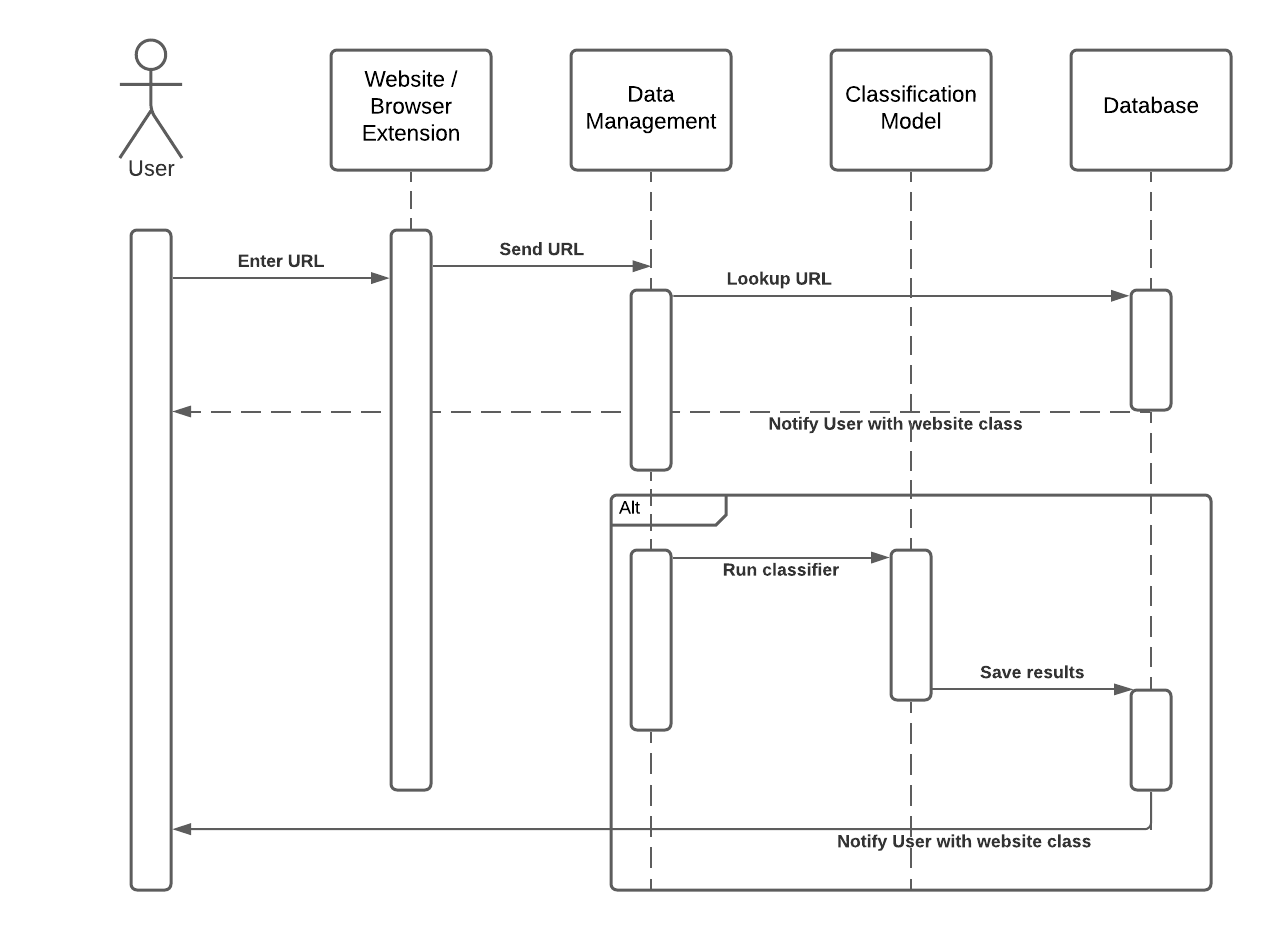 User
Website /
Browser
Extension
Data
Management
Classification
Model
Database
Enter URL
Send URL
Lookup URL
Notify User with website class
Alt
Run classifier
Save results
Notify User with website class